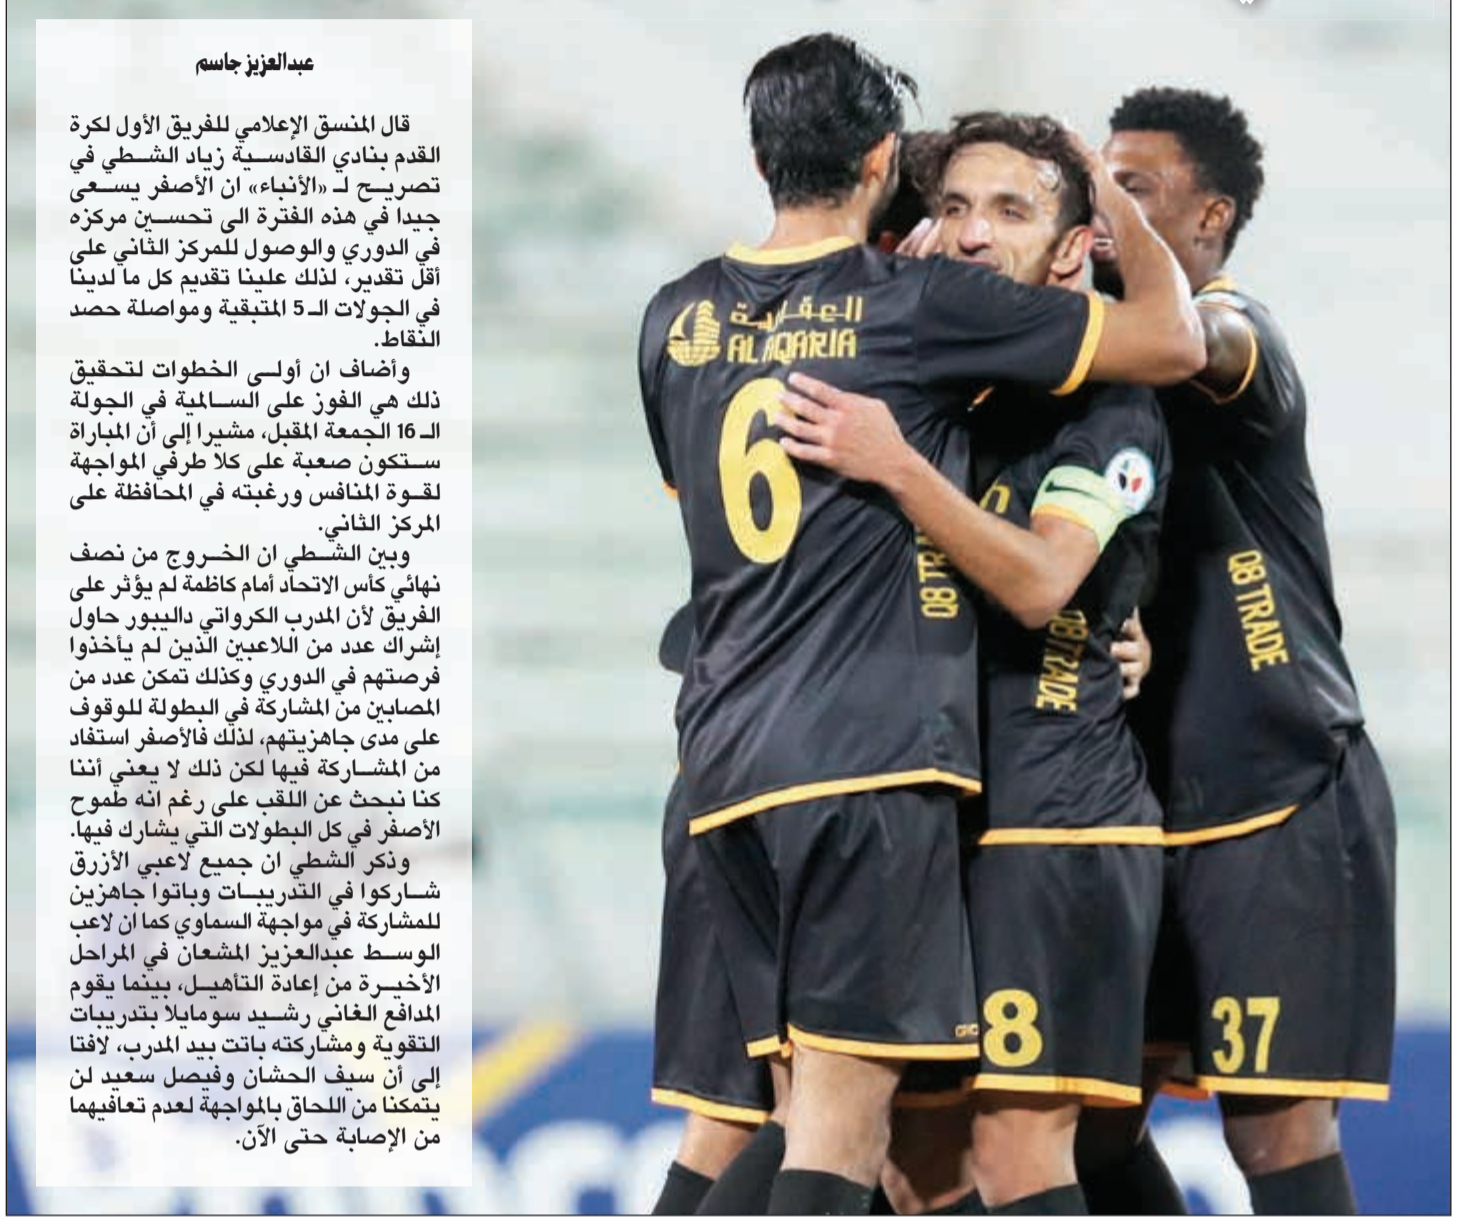 عبدالعزيز جاسم
قال المنسق الإعلامي للفريق الأول لكرة
القدم بنادي القادسية زياد الشطي في
تصريح لـ «الأنباء» ان الأصفر يسعى
جيدا في هذه الفترة الى تحسين مركزه
في الدوري والوصول للمركز الثاني على
أقل تقدير، لذلك علينا تقديم كل ما لدينا
في الجولات الـ 5 المتبقية ومواصلة حصد
النقاط.
وأضاف ان أولى الخطوات لتحقيق
ذلك هي الفوز على السالمية في الجولة
الـ 16 الجمعة المقبل، مشيرا إلى أن المباراة
ستكون صعبة على كلا طرفي المواجهة
لقوة المنافس ورغبته في المحافظة على
المركز الثاني.
وبين الشطي ان الخروج من نصف
نهائي كأس الاتحاد أمام كاظمة لم يؤثر على
الفريق لأن المدرب الكرواتي داليبور حاول
إشراك عدد من اللاعبين الذين لم يأخذوا
فرصتهم في الدوري وكذلك تمكن عدد من
المصابين من المشاركة في البطولة للوقوف
على مدى جاهزيتهم، لذلك فالأصفر استفاد
من المشاركة فيها لكن ذلك لا يعني أننا
كنا نبحث عن اللقب على رغم انه طموح
الأصفر في كل البطولات التي يشارك فيها.
وذكر الشطي ان جميع لاعبي الأزرق
شاركوا في التدريبات وباتوا جاهزين
للمشاركة في مواجهة السماوي كما ان لاعب
الوسط عبدالعزيز المشعان في المراحل
الأخيرة من إعادة التأهيل، بينما يقوم
المدافع الغاني رشيد سومايلا بتدريبات
التقوية ومشاركته باتت بيد المدرب، لافتا
إلى أن سيف الحشان وفيصل سعيد لن
يتمكنا من اللحاق بالمواجهة لعدم تعافيهما
من الإصابة حتى الآن.
العقارية
AL AQARIA
6
Q8 TRADE
Q8 TRADE
8
37